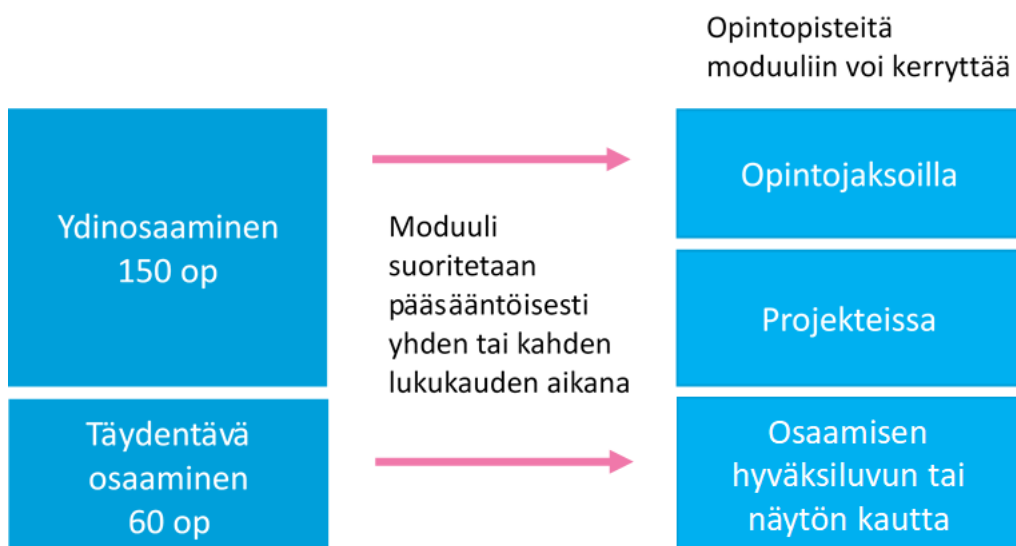 Opintopisteitä
moduuliin voi kerryttää
Ydinosaaminen
150 op
Täydentävä
osaaminen
60 op
Moduuli
suoritetaan
pääsääntöisesti
yhden tai kahden
lukukauden aikana
Opintojaksoilla
Projekteissa
Osaamisen
hyväksiluvun tai
näytön kautta